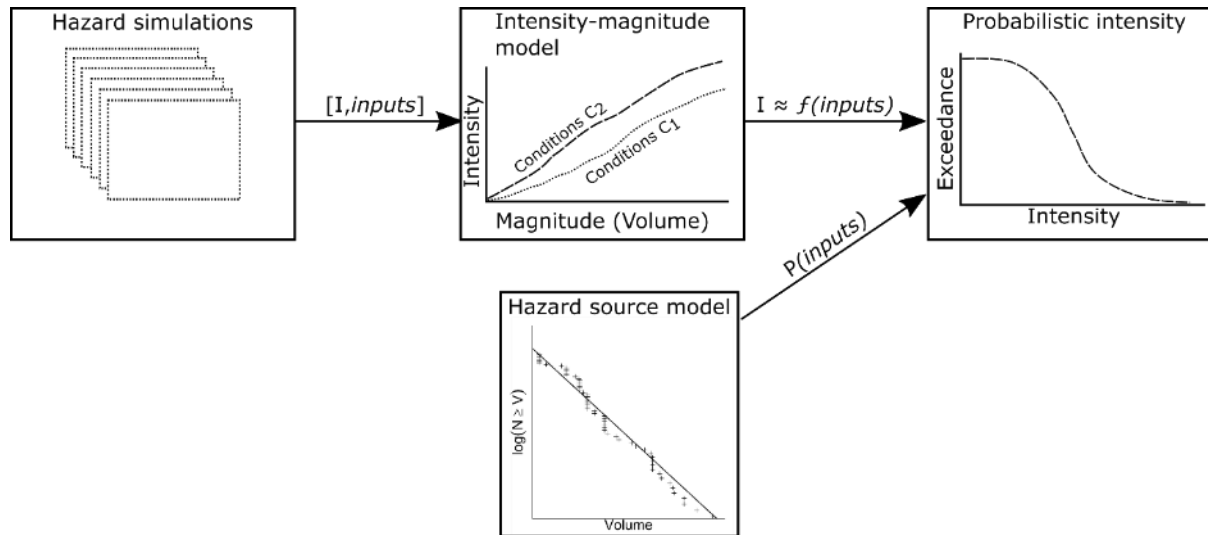 Hazard simulations
[I,inputs]
Intensity-magnitude
model
Intensity
Conditions C2
Conditions C1
Magnitude (Volume)
I ≈ f(inputs)
Probabilistic intensity
Exceedance
Intensity
P(inputs)
Hazard source model
log(N ≥ V)
Volume